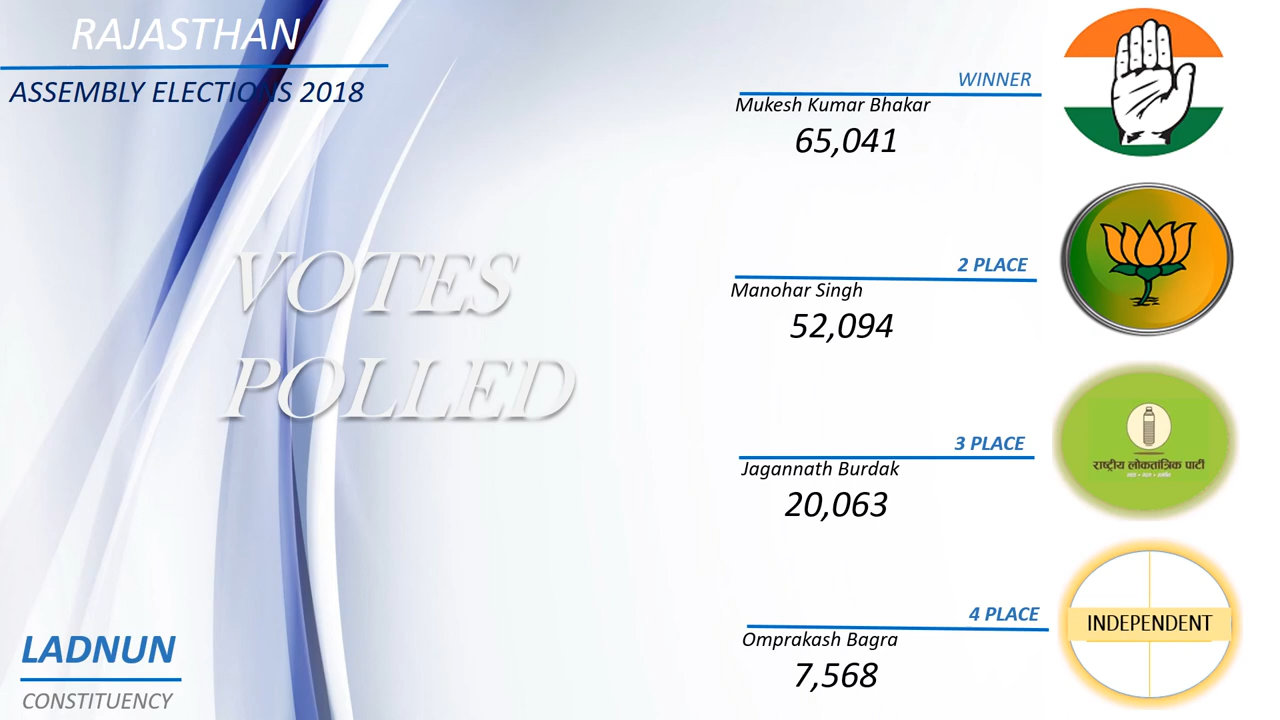 RAJASTHAN
ASSEMBLY ELECTIONS 2018
VOTES
POLLED
LADNUN
CONSTITUENCY
WINNER
Mukesh Kumar Bhakar
65,041
2 PLACE
Manohar Singh
52,094
3 PLACE
Jagannath Burdak
20,063
राष्ट्रीय लोकतांत्रिक पार्टी
4 PLACE
Omprakash Bagra
7,568
INDEPENDENT